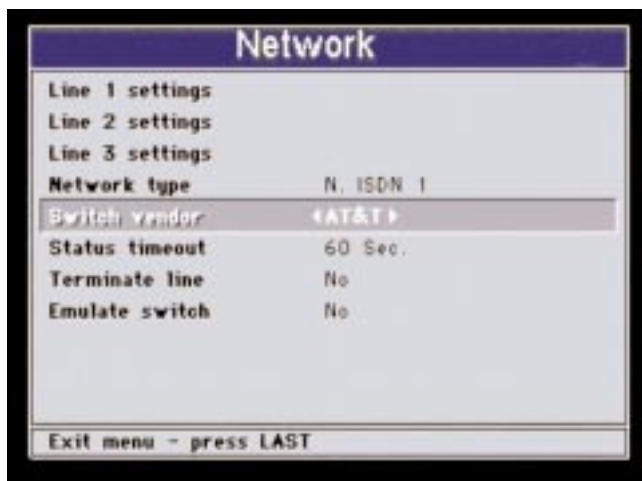 Network
Line 1 settings
Line 2 settings
Line 3 settings
Network type N. ISDN 1
Switch vendor AT&T
Status timeout 60 Sec.
Terminate line No
Emulate switch No
Exit menu - press LAST